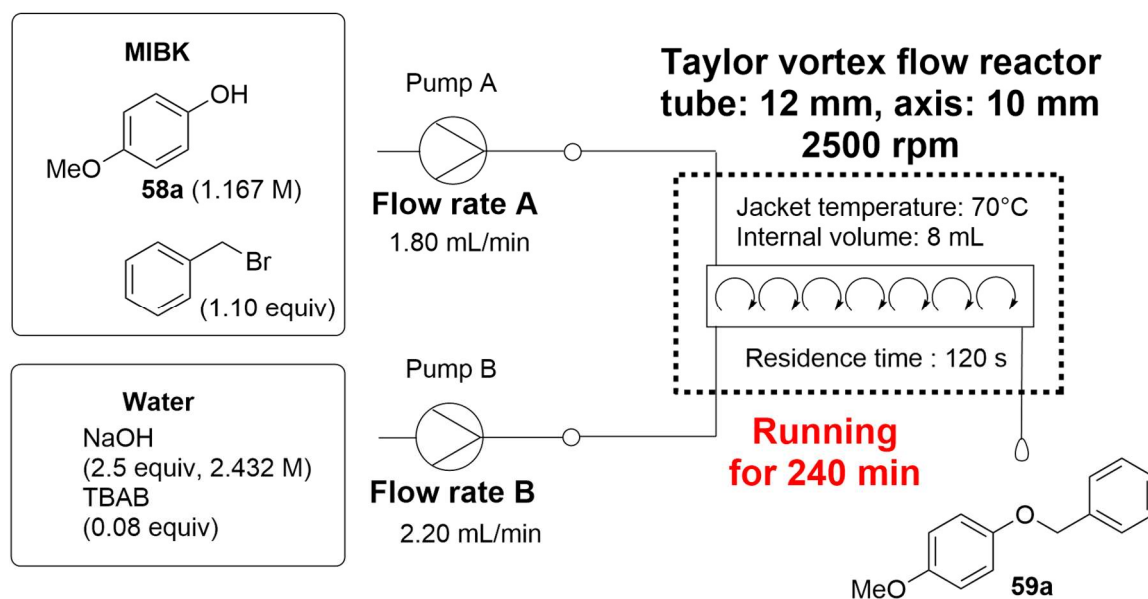 MIBK
OH
MeO
58a (1.167 M)
Br
(1.10 equiv)
Water
NaOH
(2.5 equiv, 2.432 M)
TBAB
(0.08 equiv)
Pump A
Flow rate A
1.80 mL/min
Pump B
Flow rate B
2.20 mL/min
Taylor vortex flow reactor
tube: 12 mm, axis: 10 mm
2500 rpm
Jacket temperature: 70°C
Internal volume: 8 mL
Residence time : 120 s
Running
for 240 min
O
MeO
59a